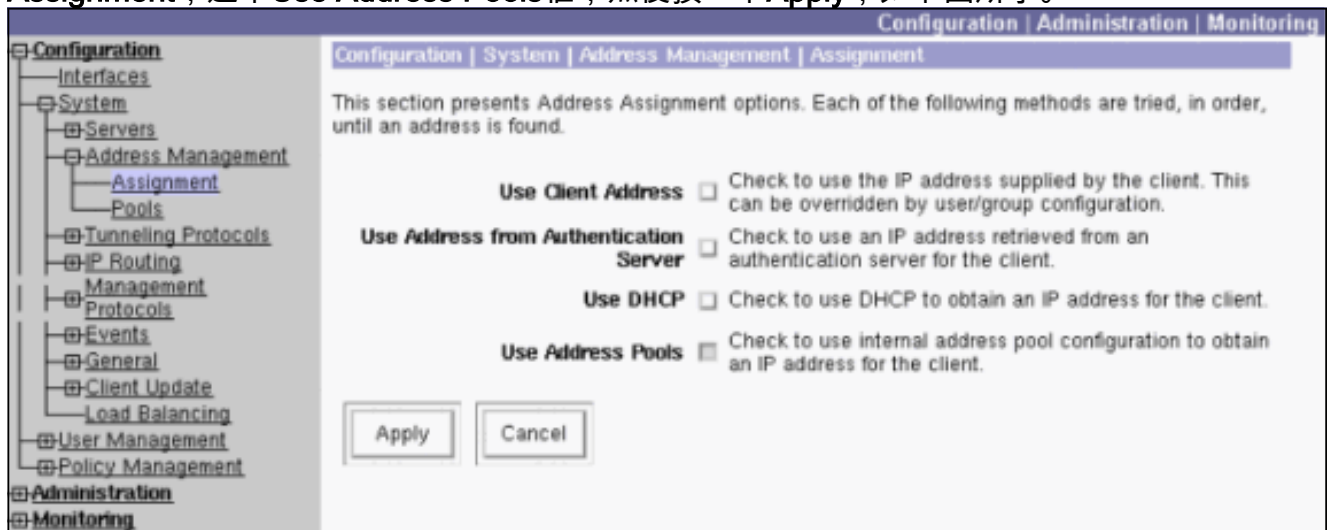 Configuration | Administration | Monitoring
Configuration
Interfaces
System
Servers
Address Management
Assignment
Pools
Tunneling Protocols
IP Routing
Management
Protocols
Events
General
Client Update
Load Balancing
User Management
Policy Management
Administration
Monitoring
Configuration | System | Address Management | Assignment
This section presents Address Assignment options. Each of the following methods are tried, in order,
until an address is found.
Use Client Address
Check to use the IP address supplied by the client. This
can be overridden by user/group configuration.
Use Address from Authentication
Server
Check to use an IP address retrieved from an
authentication server for the client.
Use DHCP
Check to use DHCP to obtain an IP address for the client.
Use Address Pools
Check to use internal address pool configuration to obtain
an IP address for the client.
Apply
Cancel